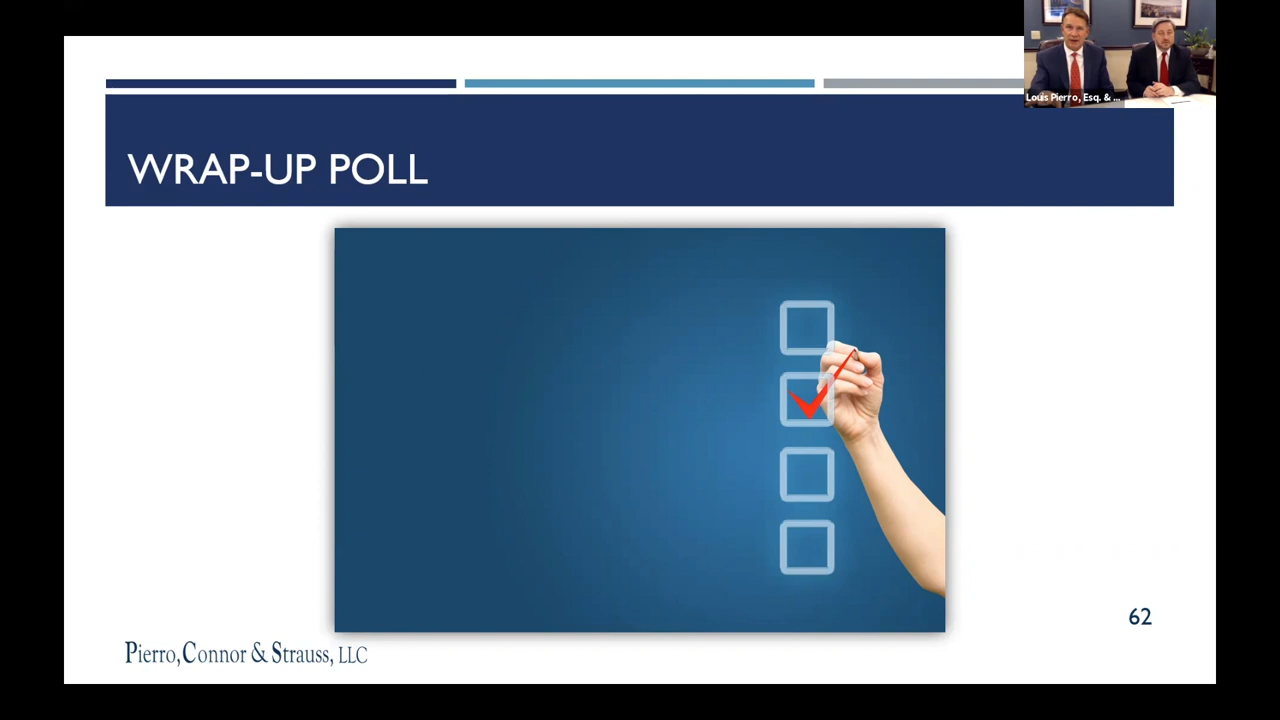 Louis Pierro, Esq. & ...
WRAP-UP POLL
62
Pierro, Connor & Strauss, LLC